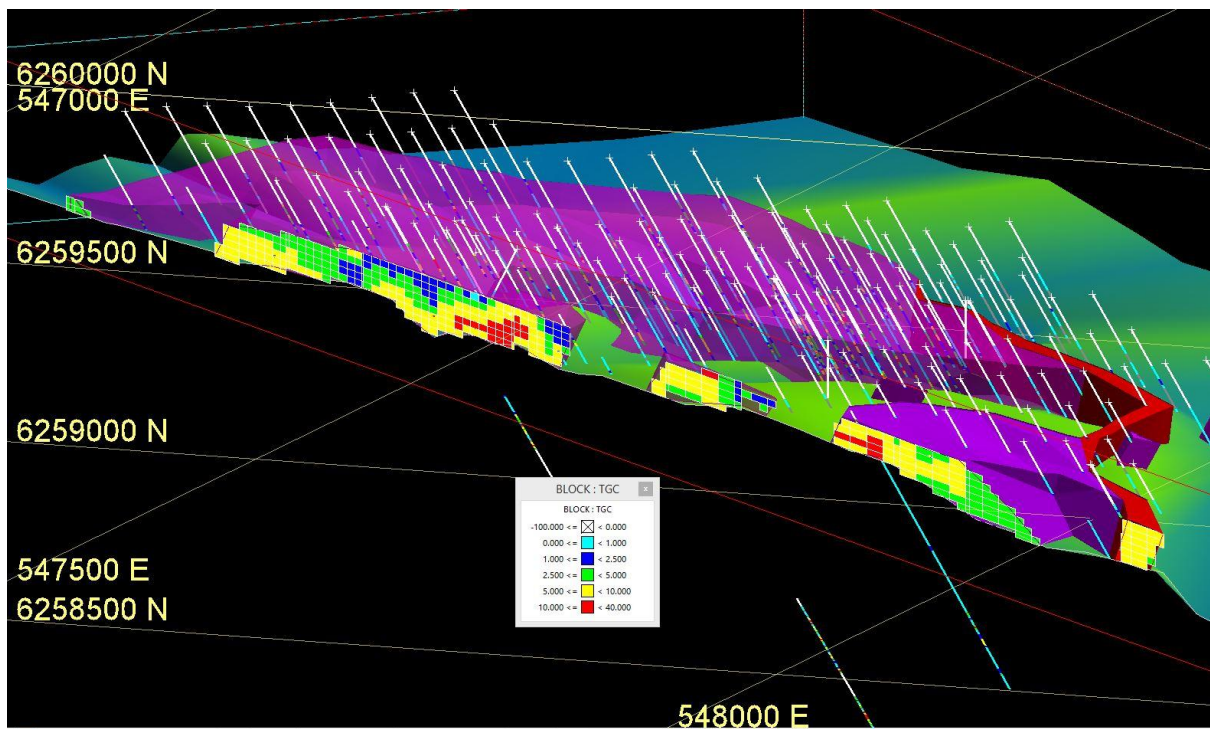 6260000 N
547000 E
6259500 N
6259000 N
547500 E
6258500 N
548000 E
BLOCK : TGC x
BLOCK : TGC
-100.000 <= < 0.000
0.000 <= < 1.000
1.000 <= < 2.500
2.500 <= < 5.000
5.000 <= < 10.000
10.000 <= < 40.000